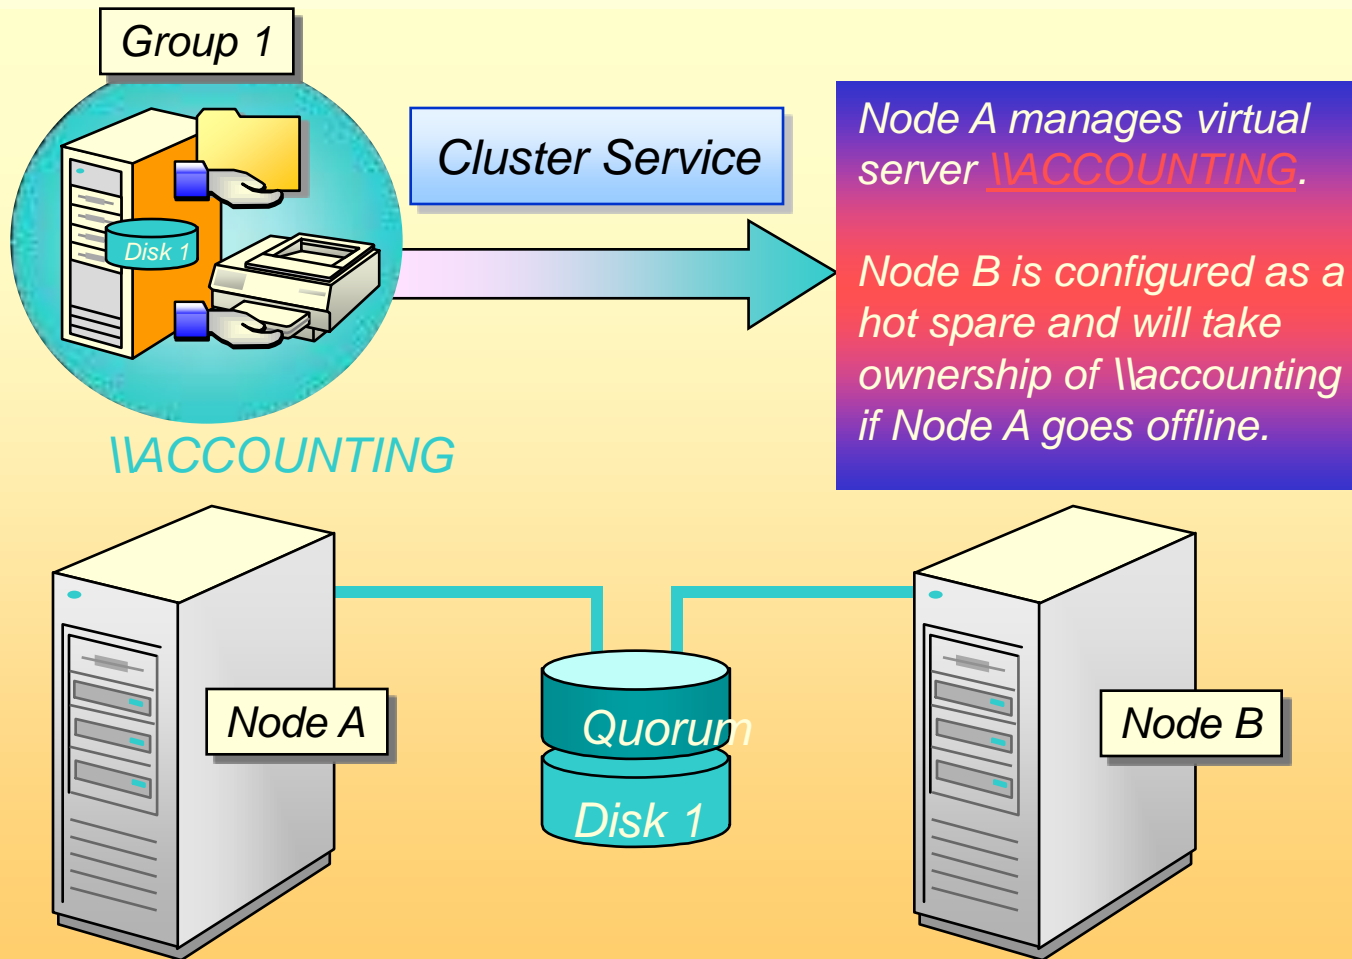 Group 1
Disk 1
\\ACCOUNTING
Cluster Service
Node A manages virtual
server \\ACCOUNTING.
Node B is configured as a
hot spare and will take
ownership of \\accounting
if Node A goes offline.
Node A
Quorum
Disk 1
Node B